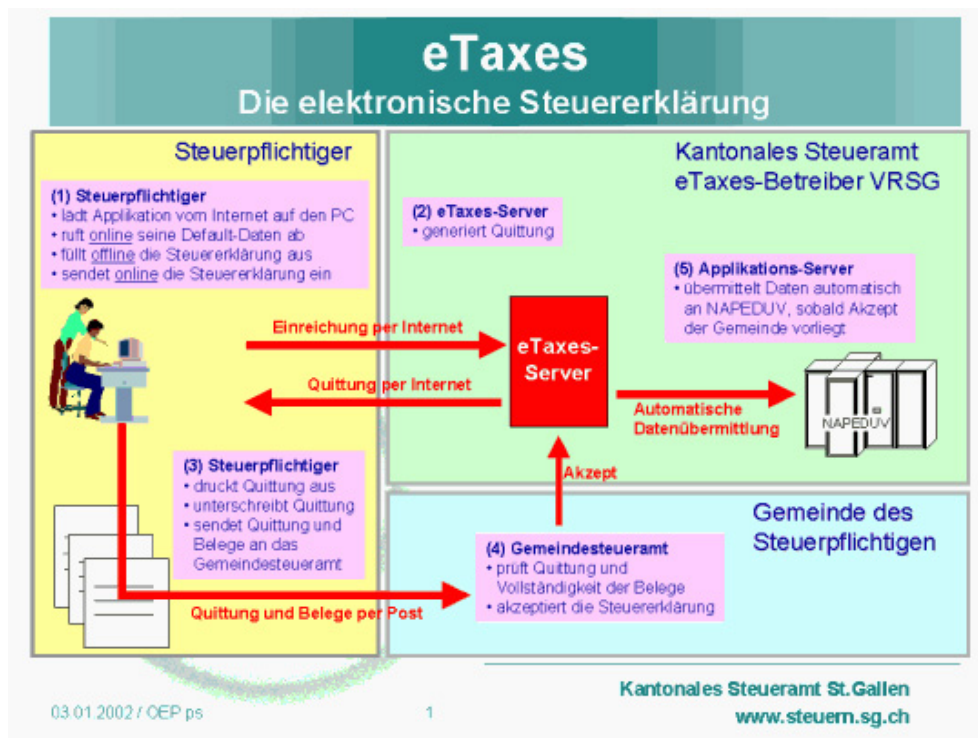 eTaxes
Die elektronische Steuererklärung
Steuerpflichtiger
(1) Steuerpflichtiger
• lädt Applikation vom Internet auf den PC
• ruft online seine Default-Daten ab
• füllt offline die Steuererklärung aus
• sendet online die Steuererklärung ein
Kantonales Steueramt
eTaxes-Betreiber VRSG
(2) eTaxes-Server
• generiert Quittung
(5) Applikations-Server
• übermittelt Daten automatisch
an NAPEDUV, sobald Akzept
der Gemeinde vorliegt
Einreichung per Internet
eTaxes-
Server
Quittung per Internet
Automatische
Datenübermittlung
NAPEDUV
(3) Steuerpflichtiger
• druckt Quittung aus
• unterschreibt Quittung
• sendet Quittung und
Belege an das
Gemeindesteueramt
Akzept
Gemeinde des
Steuerpflichtigen
(4) Gemeindesteueramt
• prüft Quittung und
Vollständigkeit der Belege
• akzeptiert die Steuererklärung
Quittung und Belege per Post
03.01.2002 / OEP ps
1
Kantonales Steueramt St.Gallen
www.steuern.sg.ch